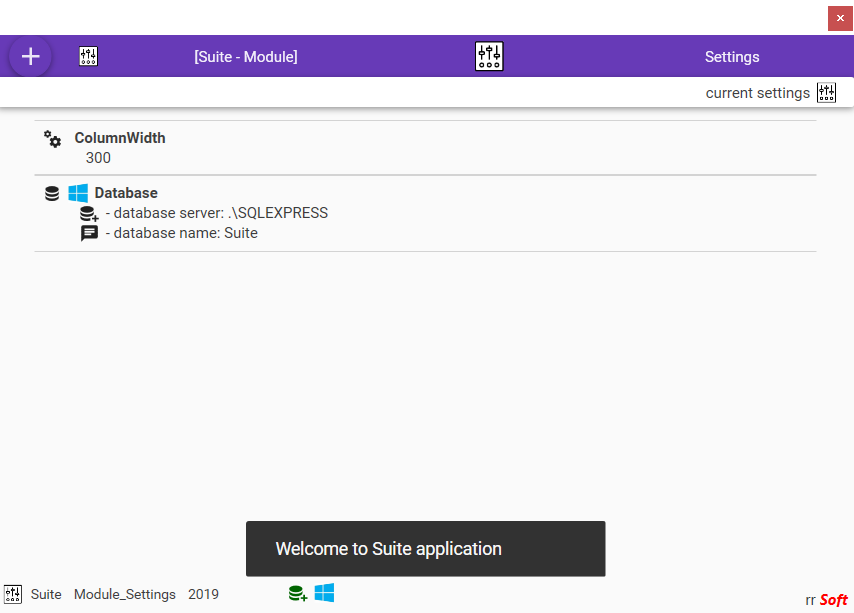 [Suite - Module] Settings
current settings
ColumnWidth
300
Database
- database server: .\SQLEXPRESS
- database name: Suite
Welcome to Suite application
Suite Module_Settings 2019
rr Soft